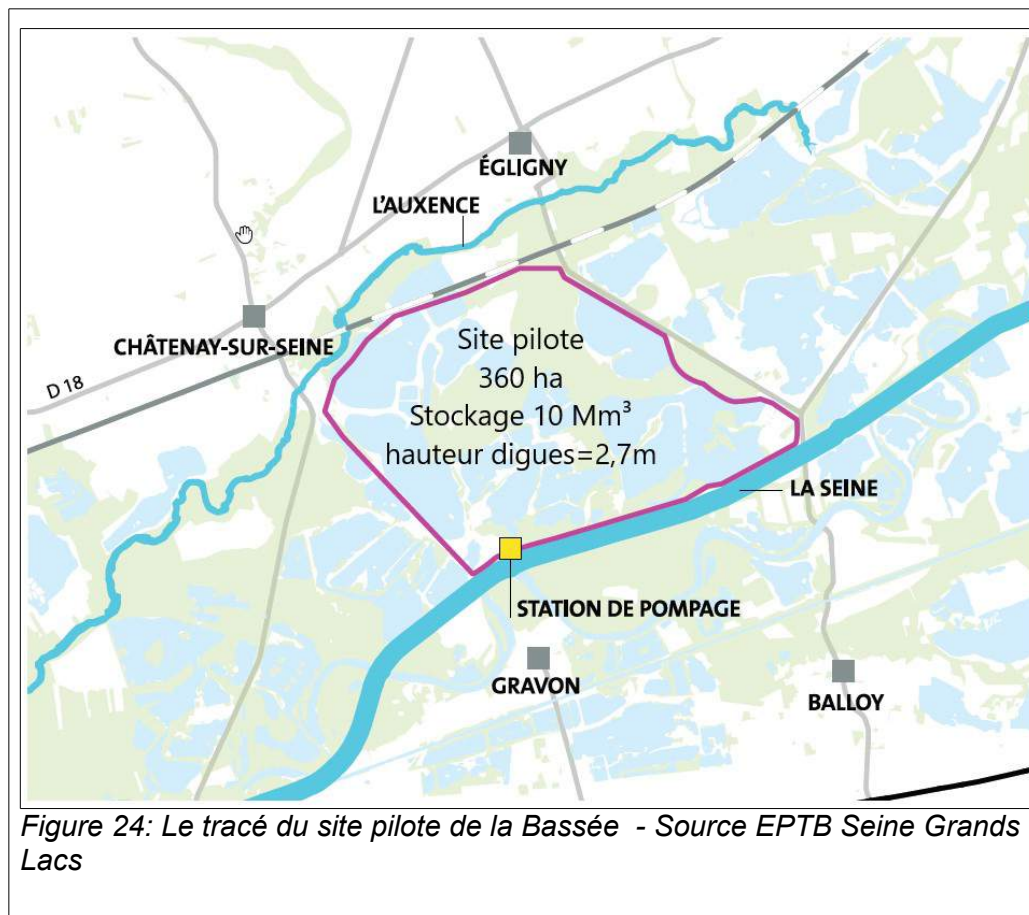 ÉGLIGNY
L'AUXENCE
CHÂTENAY-SUR-SEINE
D 18
Site pilote
360 ha
Stockage 10 Mm³
hauteur digues=2,7m
LA SEINE
STATION DE POMPAGE
GRAVON
BALLOY
Figure 24: Le tracé du site pilote de la Bassée - Source EPTB Seine Grands
Lacs